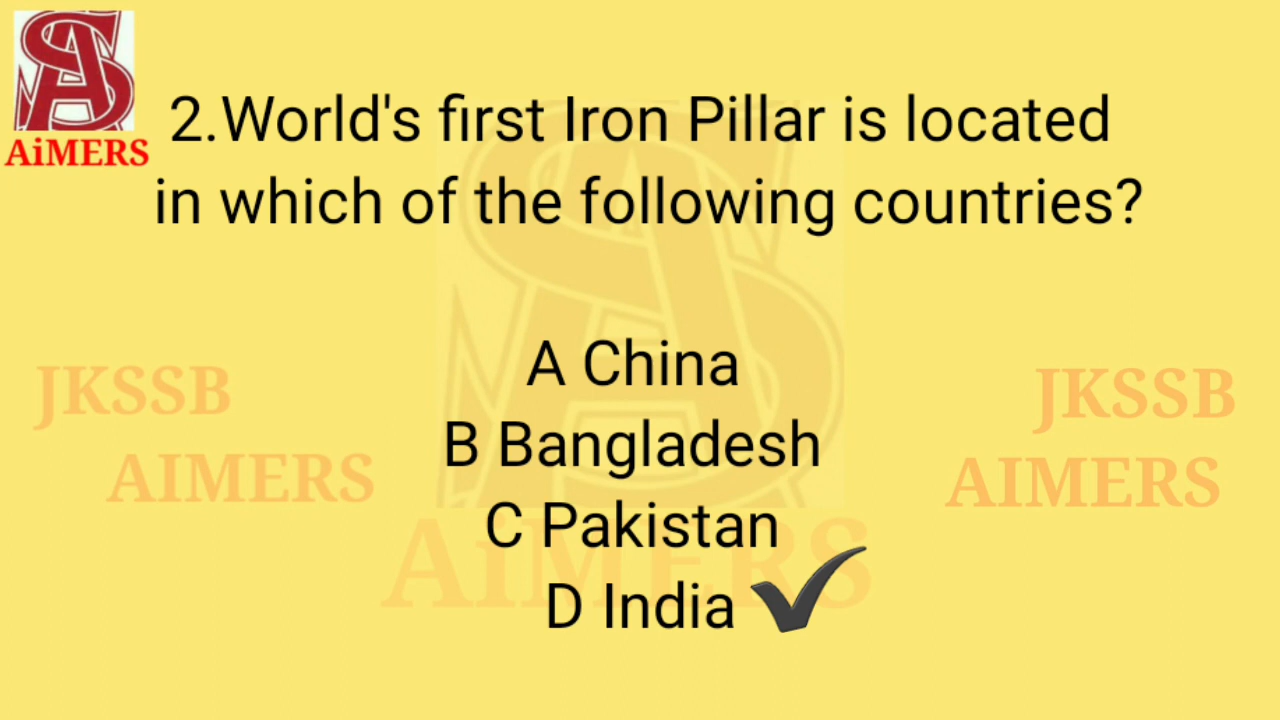 AiMERS
2.World's first Iron Pillar is located
in which of the following countries?
A China
B Bangladesh
C Pakistan
D India
JKSSB
AIMERS
JKSSB
AIMERS
AiMERS